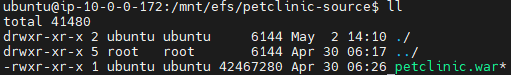 ubuntu@ip-10-0-0-172:/mnt/efs/petclinic-source$ ll
total 41480
drwxr-xr-x 2 ubuntu ubuntu     6144 May  2 14:10 ./
drwxr-xr-x 5 root   root       6144 Apr 30 06:17 ../
-rwxr-xr-x 1 ubuntu ubuntu 42467280 Apr 30 06:26 _petclinic.war*